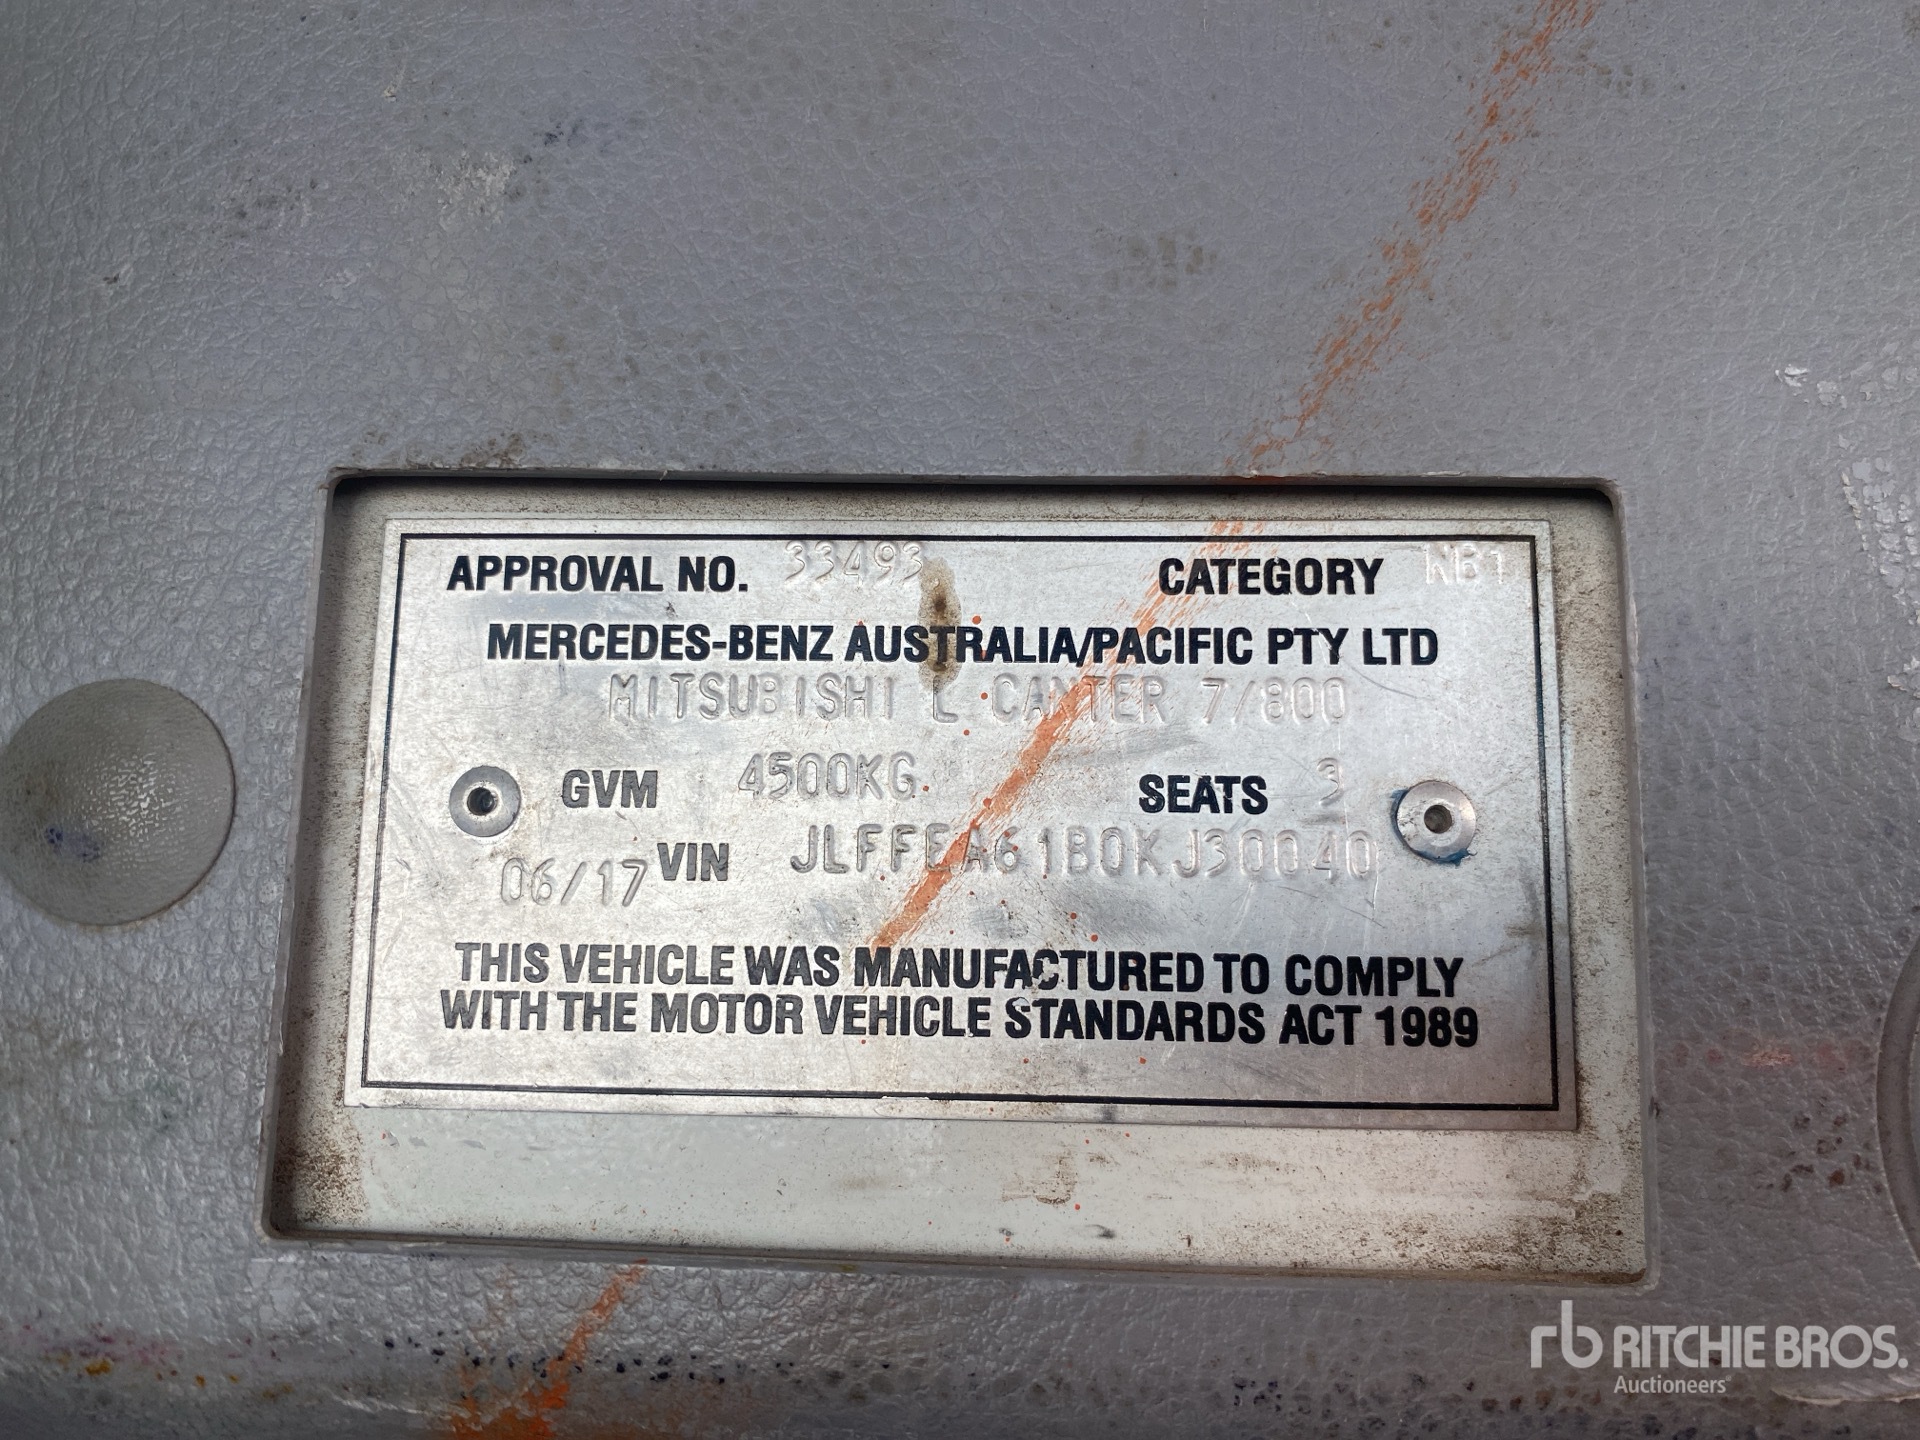 APPROVAL NO. 33493 CATEGORY NB1
MERCEDES-BENZ AUSTRALIA/PACIFIC PTY LTD
MITSUBISHI L CANTER 7/800
GVM 4500KG SEATS 3
06/17 VIN JLFFEA61B0KJ30040
THIS VEHICLE WAS MANUFACTURED TO COMPLY
WITH THE MOTOR VEHICLE STANDARDS ACT 1989
rb RITCHIE BROS.
Auctioneers